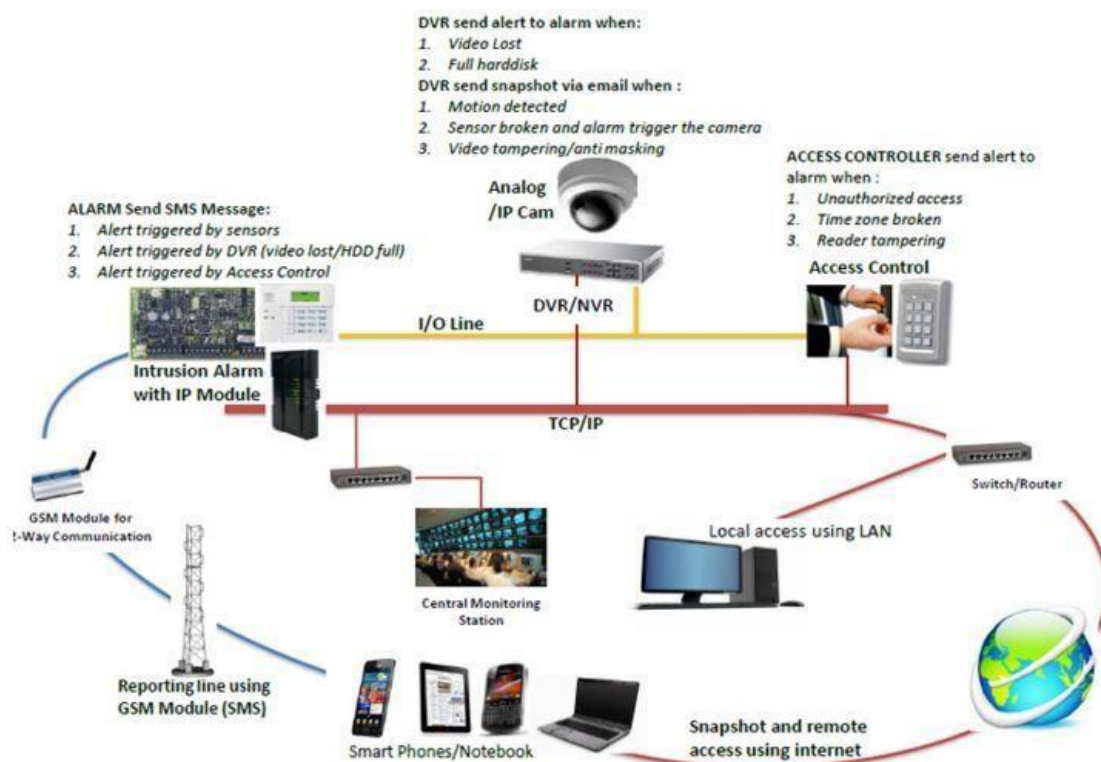 DVR send alert to alarm when:
1. Video Lost
2. Full harddisk
DVR send snapshot via email when :
1. Motion detected
2. Sensor broken and alarm trigger the camera
3. Video tampering/anti masking
Analog
/IP Cam
ACCESS CONTROLLER send alert to
alarm when :
1. Unauthorized access
2. Time zone broken
3. Reader tampering
Access Control
ALARM Send SMS Message:
1. Alert triggered by sensors
2. Alert triggered by DVR (video lost/HDD full)
3. Alert triggered by Access Control
DVR/NVR
I/O Line
Intrusion Alarm
with IP Module
TCP/IP
GSM Module for
2-Way Communication
Switch/Router
Local access using LAN
Central Monitoring
Station
Reporting line using
GSM Module (SMS)
Smart Phones/Notebook
Snapshot and remote
access using internet